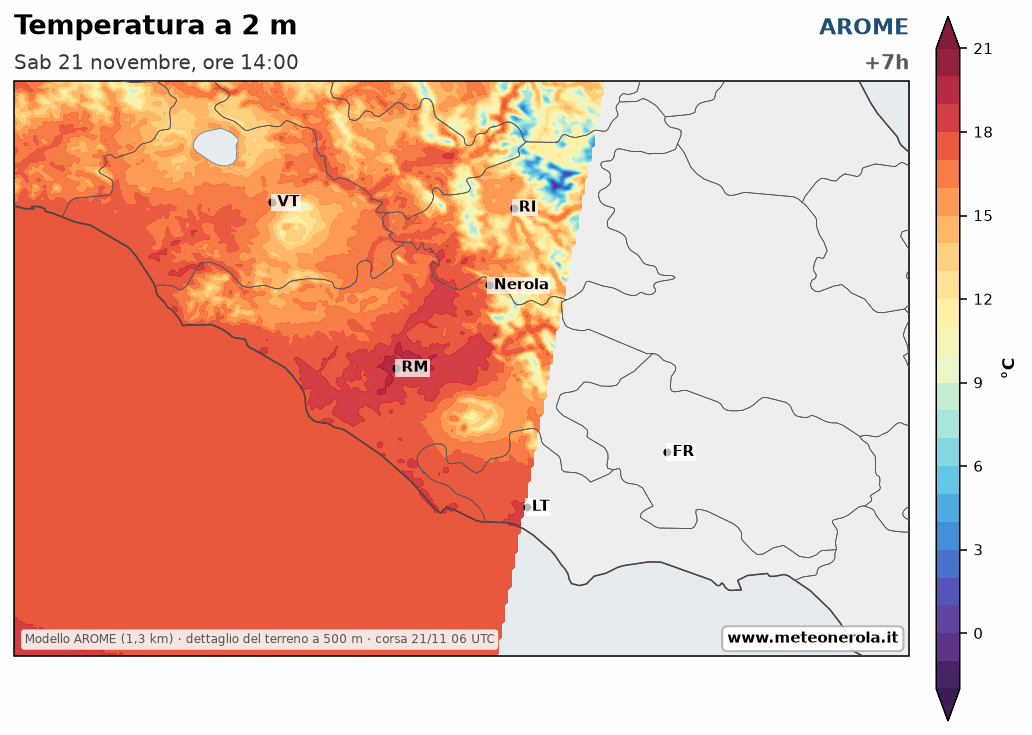 Temperatura a 2 m
AROME
Sab 21 novembre, ore 14:00
+7h
VT
RI
Nerola
RM
FR
LT
21
18
15
12
9
6
3
0
°C
Modello AROME (1,3 km) · dettaglio del terreno a 500 m · corsa 21/11 06 UTC
www.meteonerola.it